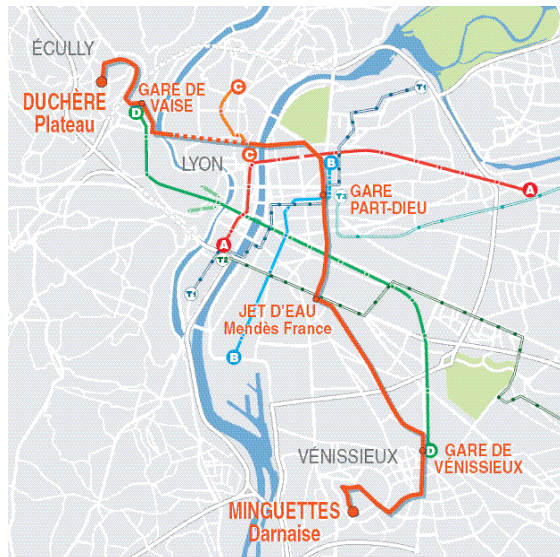 ÉCULLY
DUCHÈRE
Plateau
GARE DE
VAISE
D
C
T1
LYON
C
B
A
T3
GARE
PART-DIEU
A
T2
T1
JET D'EAU
Mendès France
B
D
GARE DE
VÉNISSIEUX
VÉNISSIEUX
MINGUETTES
Darnaise